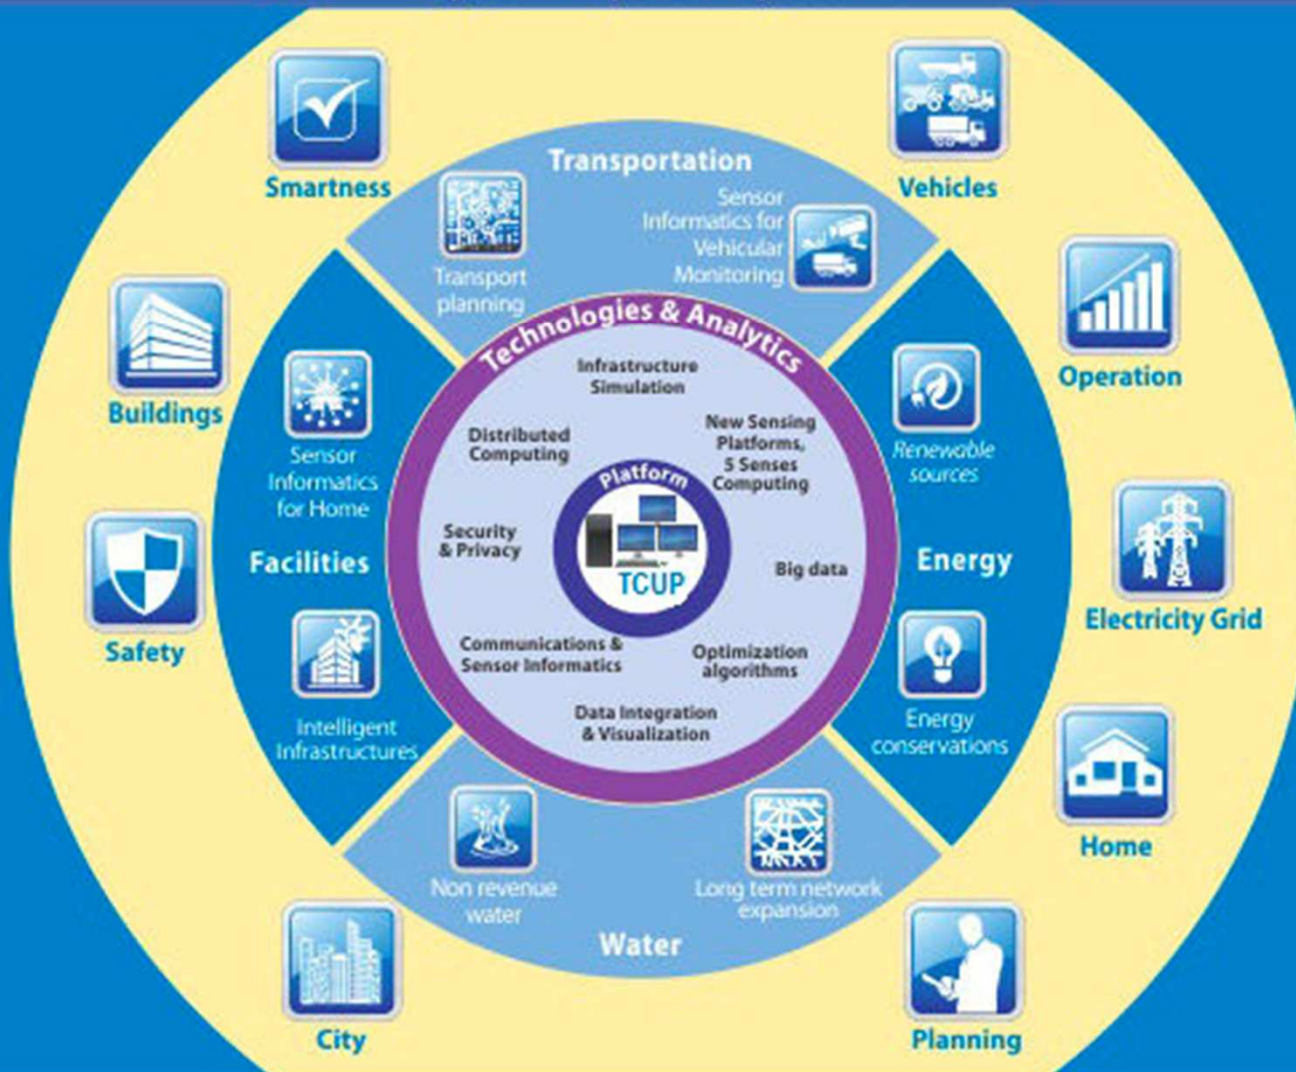 Smartness
Vehicles
Transportation
Transport
planning
Sensor
Informatics for
Vehicular
Monitoring
Buildings
Operation
Technologies & Analytics
Infrastructure
Simulation
Distributed
Computing
New Sensing
Platforms,
5 Senses
Computing
Security
& Privacy
Platform
TCUP
Big data
Communications &
Sensor Informatics
Optimization
algorithms
Data Integration
& Visualization
Sensor
Informatics
for Home
Facilities
Intelligent
Infrastructures
Renewable
sources
Energy
Energy
conservations
Safety
Electricity Grid
Home
Non revenue
water
Long term network
expansion
Water
City
Planning